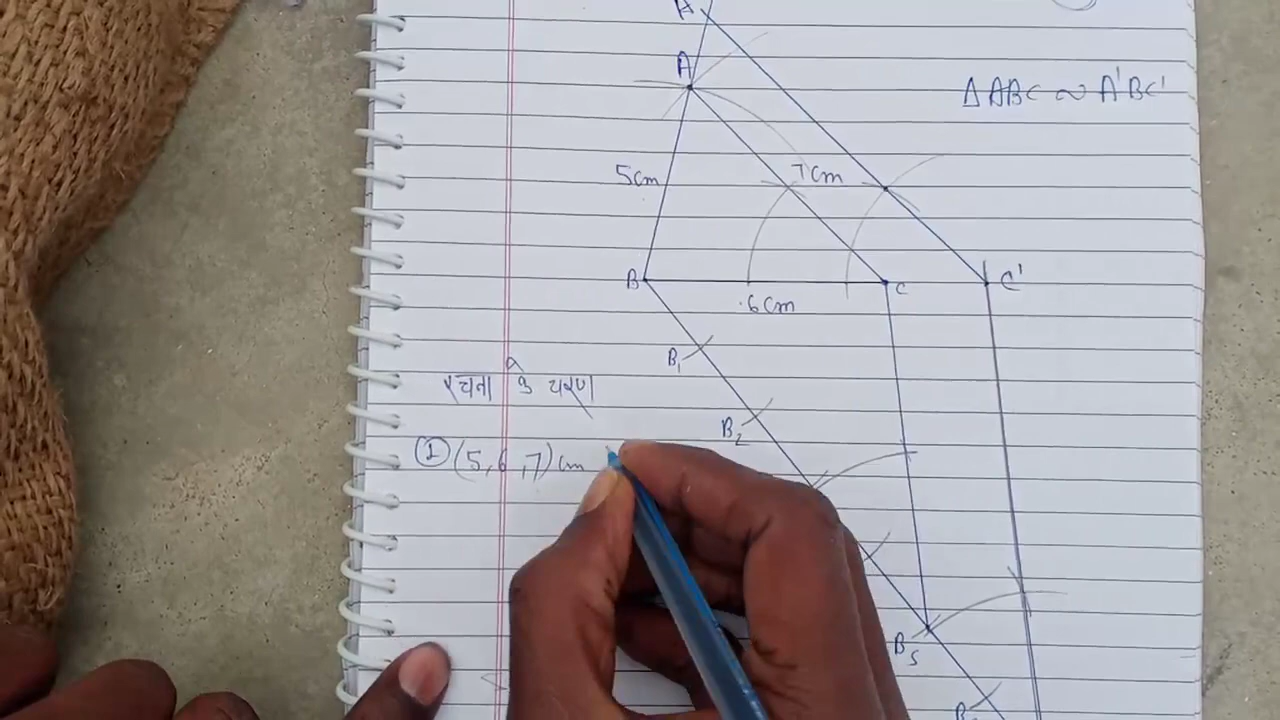 A'
A
Δ ABC ~ A'BC'
5cm
7cm
B
C
C'
6cm
B₁
रचना के चरण
B₂
① (5,6,7) cm
B₅